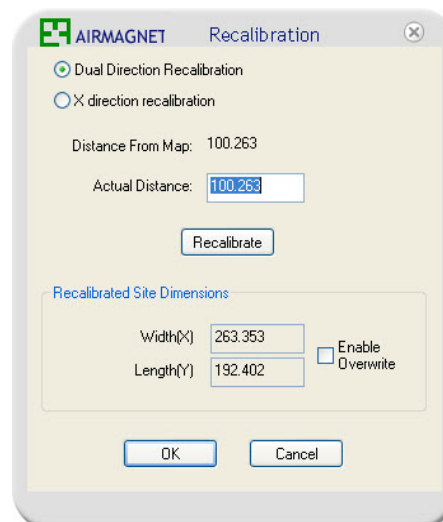 AIRMAGNET Recalibration
Dual Direction Recalibration
X direction recalibration
Distance From Map: 100.263
Actual Distance: 100.263
Recalibrate
Recalibrated Site Dimensions
Width(X) 263.353
Length(Y) 192.402
Enable
Overwrite
OK Cancel